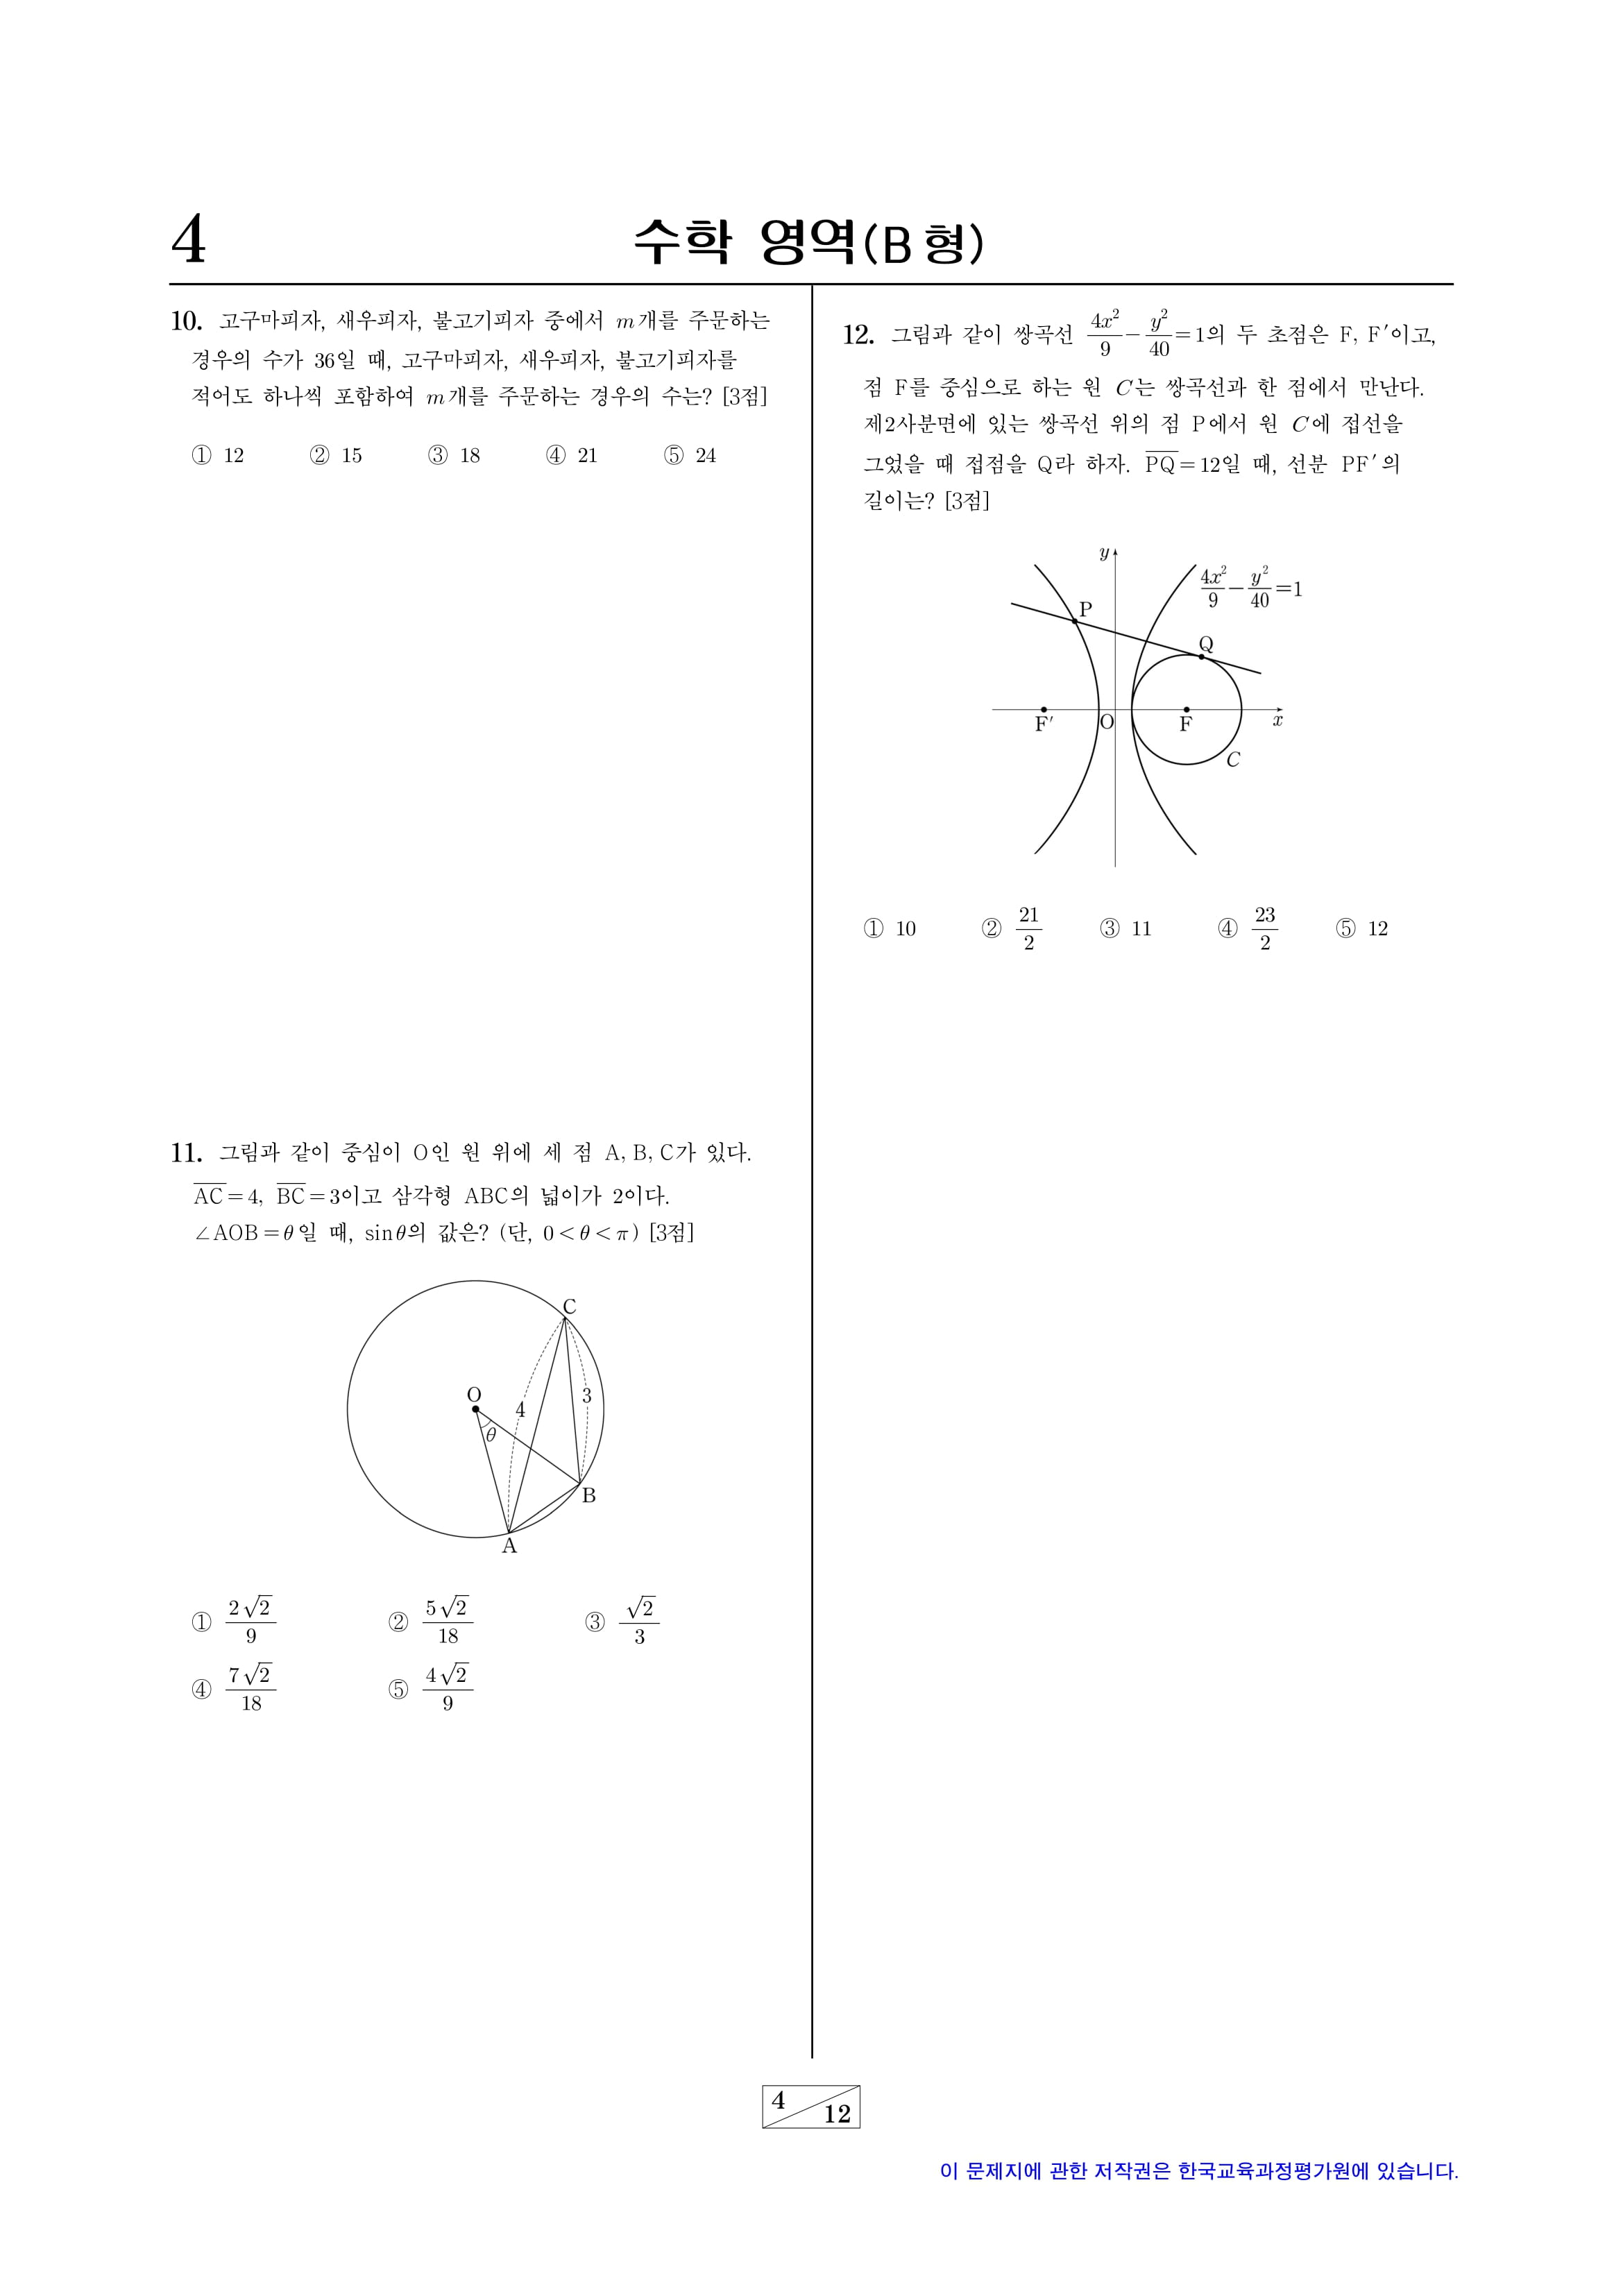 4
수학 영역(B 형)
10. 고구마피자, 새우피자, 불고기피자 중에서 m개를 주문하는
경우의 수가 36일 때, 고구마피자, 새우피자, 불고기피자를
적어도 하나씩 포함하여 m개를 주문하는 경우의 수는? [3점]
① 12 ② 15 ③ 18 ④ 21 ⑤ 24
11. 그림과 같이 중심이 O인 원 위에 세 점 A, B, C가 있다.
$\overline{AC}=4$, $\overline{BC}=3$이고 삼각형 ABC의 넓이가 2이다.
∠AOB=θ일 때, sinθ의 값은? (단, 0<θ<π) [3점]
C
O
4
3
θ
B
A
① $\frac{2\sqrt{2}}{9}$ ② $\frac{5\sqrt{2}}{18}$ ③ $\frac{\sqrt{2}}{3}$
④ $\frac{7\sqrt{2}}{18}$ ⑤ $\frac{4\sqrt{2}}{9}$
12. 그림과 같이 쌍곡선 $\frac{4x^2}{9}-\frac{y^2}{40}=1$의 두 초점은 F, F′이고,
점 F를 중심으로 하는 원 C는 쌍곡선과 한 점에서 만난다.
제2사분면에 있는 쌍곡선 위의 점 P에서 원 C에 접선을
그었을 때 접점을 Q라 하자. $\overline{PQ}=12$일 때, 선분 PF′의
길이는? [3점]
y
$\frac{4x^2}{9}-\frac{y^2}{40}=1$
P
Q
F′
O
F
x
C
① 10 ② $\frac{21}{2}$ ③ 11 ④ $\frac{23}{2}$ ⑤ 12
4
12
이 문제지에 관한 저작권은 한국교육과정평가원에 있습니다.